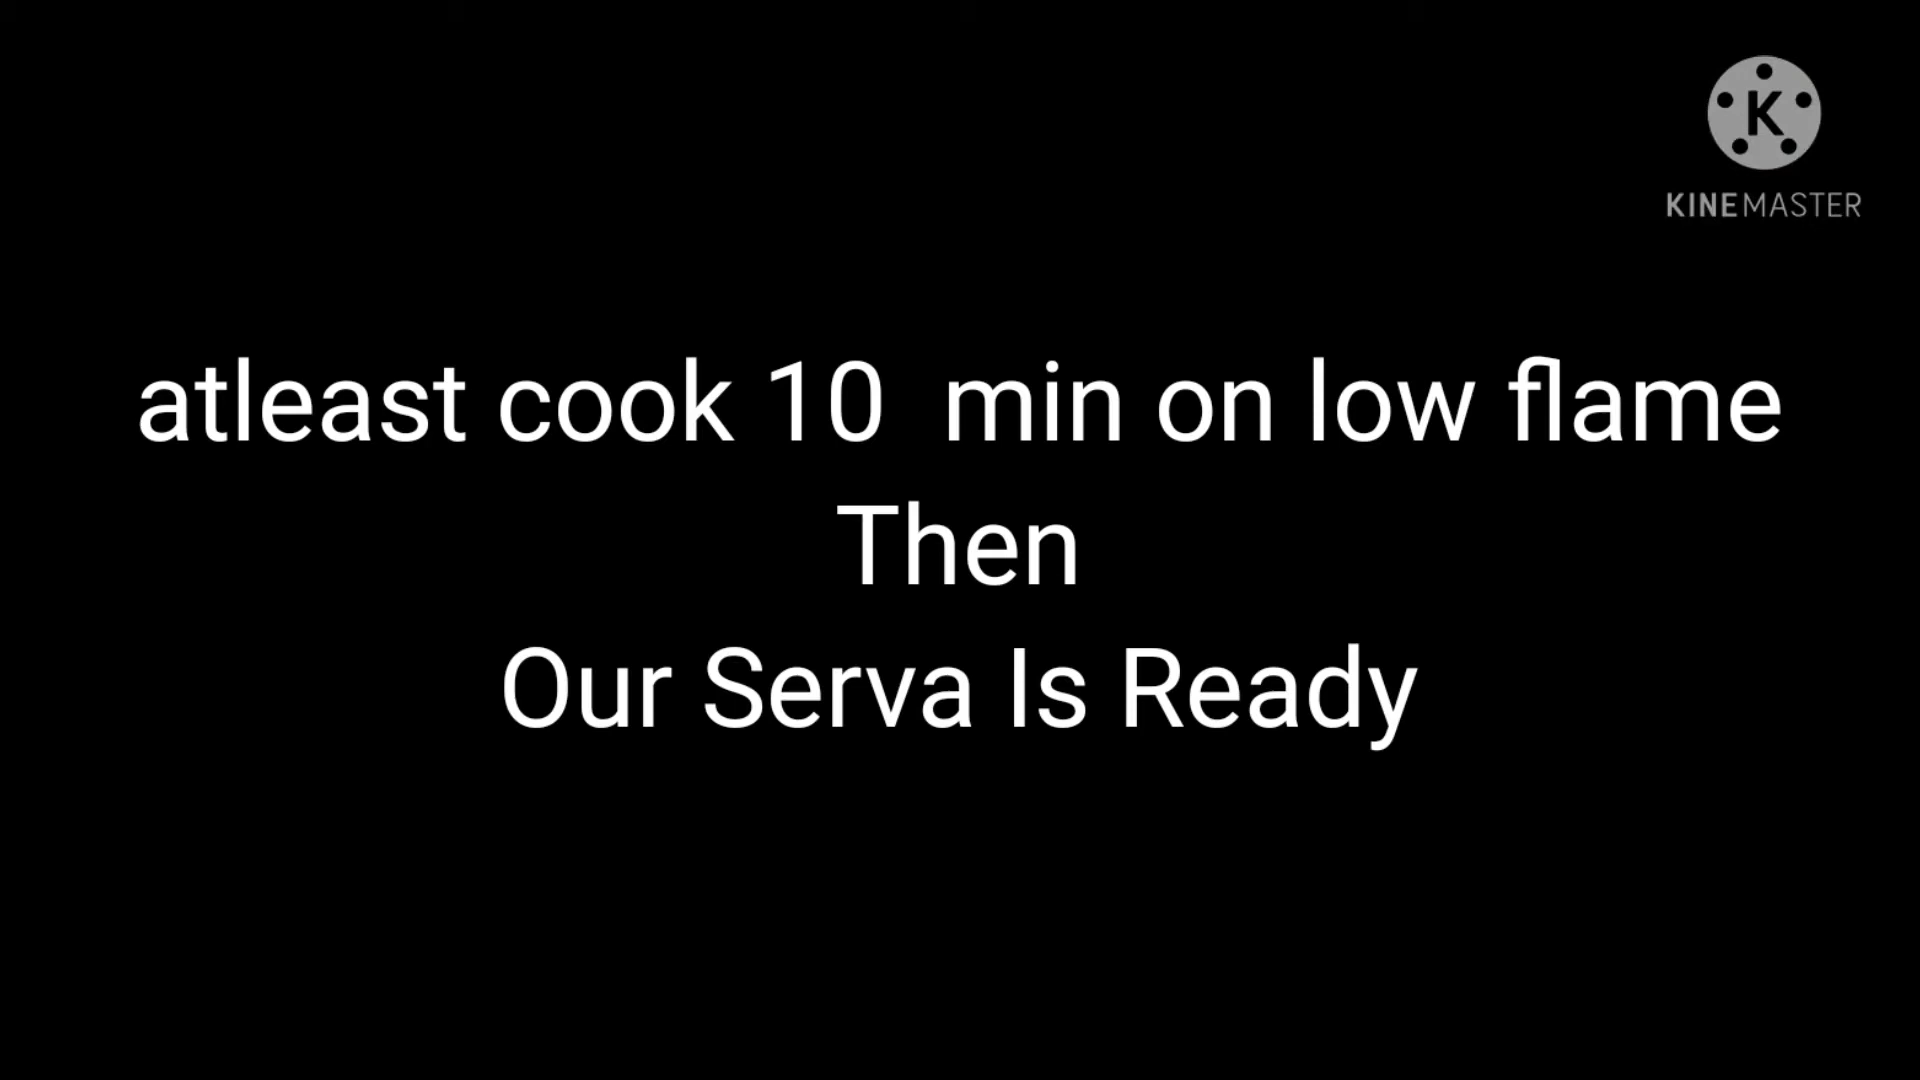 K
KINEMASTER
atleast cook 10  min on low flame
Then
Our Serva Is Ready